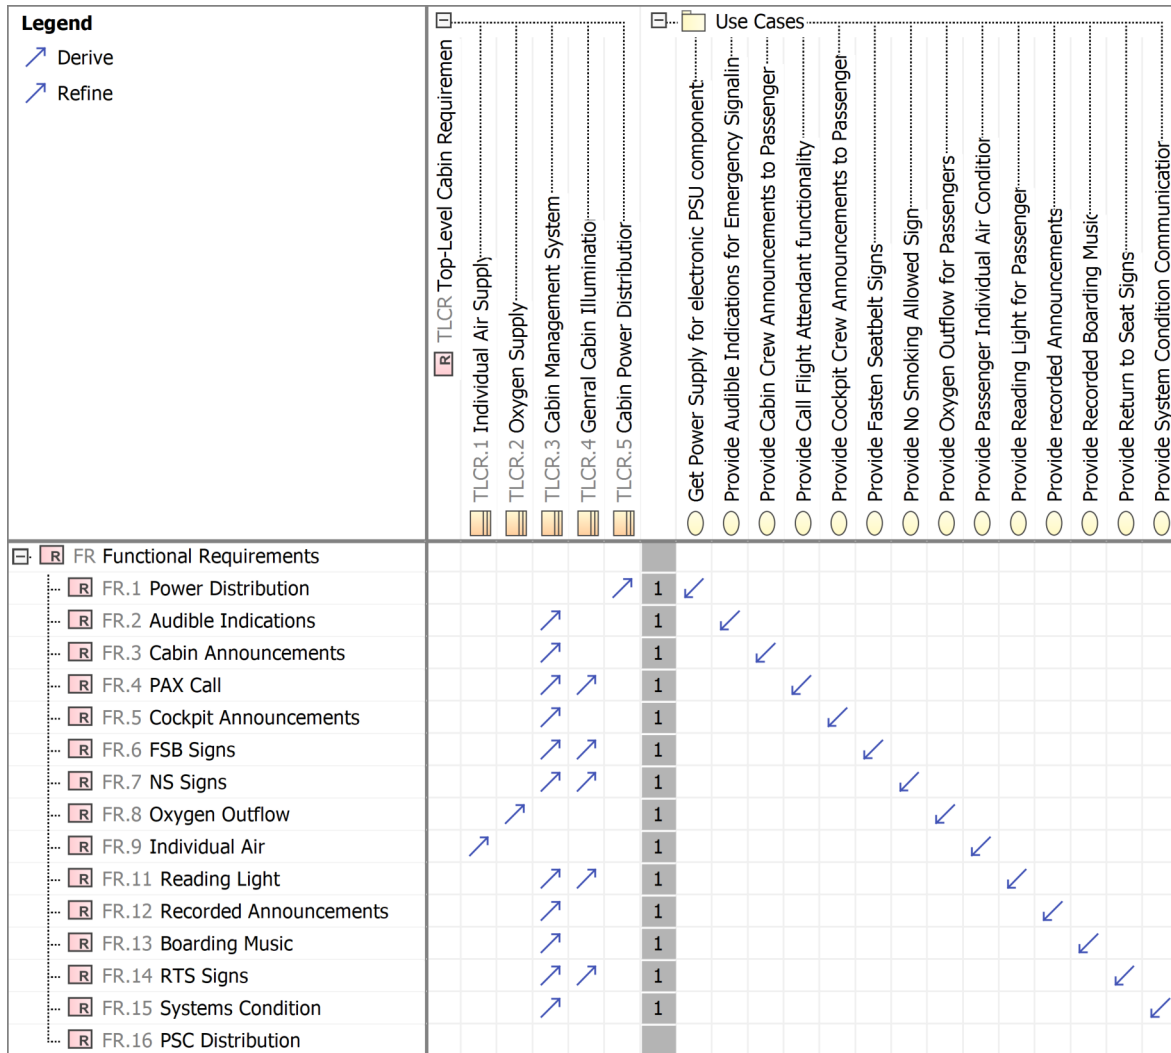 Legend
Derive
Refine
R TLCR Top-Level Cabin Requiremen
TLCR.1 Individual Air Supply
TLCR.2 Oxygen Supply
TLCR.3 Cabin Management System
TLCR.4 Genral Cabin Illuminatior
TLCR.5 Cabin Power Distributior
Use Cases
Get Power Supply for electronic PSU component
Provide Audible Indications for Emergency Signalin
Provide Cabin Crew Announcements to Passenger
Provide Call Flight Attendant functionality
Provide Cockpit Crew Announcements to Passenger
Provide Fasten Seatbelt Signs
Provide No Smoking Allowed Sign
Provide Oxygen Outflow for Passengers
Provide Passenger Individual Air Conditior
Provide Reading Light for Passenger
Provide recorded Announcements
Provide Recorded Boarding Music
Provide Return to Seat Signs
Provide System Condition Communicatior
R FR Functional Requirements
R FR.1 Power Distribution 1
R FR.2 Audible Indications 1
R FR.3 Cabin Announcements 1
R FR.4 PAX Call 1
R FR.5 Cockpit Announcements 1
R FR.6 FSB Signs 1
R FR.7 NS Signs 1
R FR.8 Oxygen Outflow 1
R FR.9 Individual Air 1
R FR.11 Reading Light 1
R FR.12 Recorded Announcements 1
R FR.13 Boarding Music 1
R FR.14 RTS Signs 1
R FR.15 Systems Condition 1
R FR.16 PSC Distribution